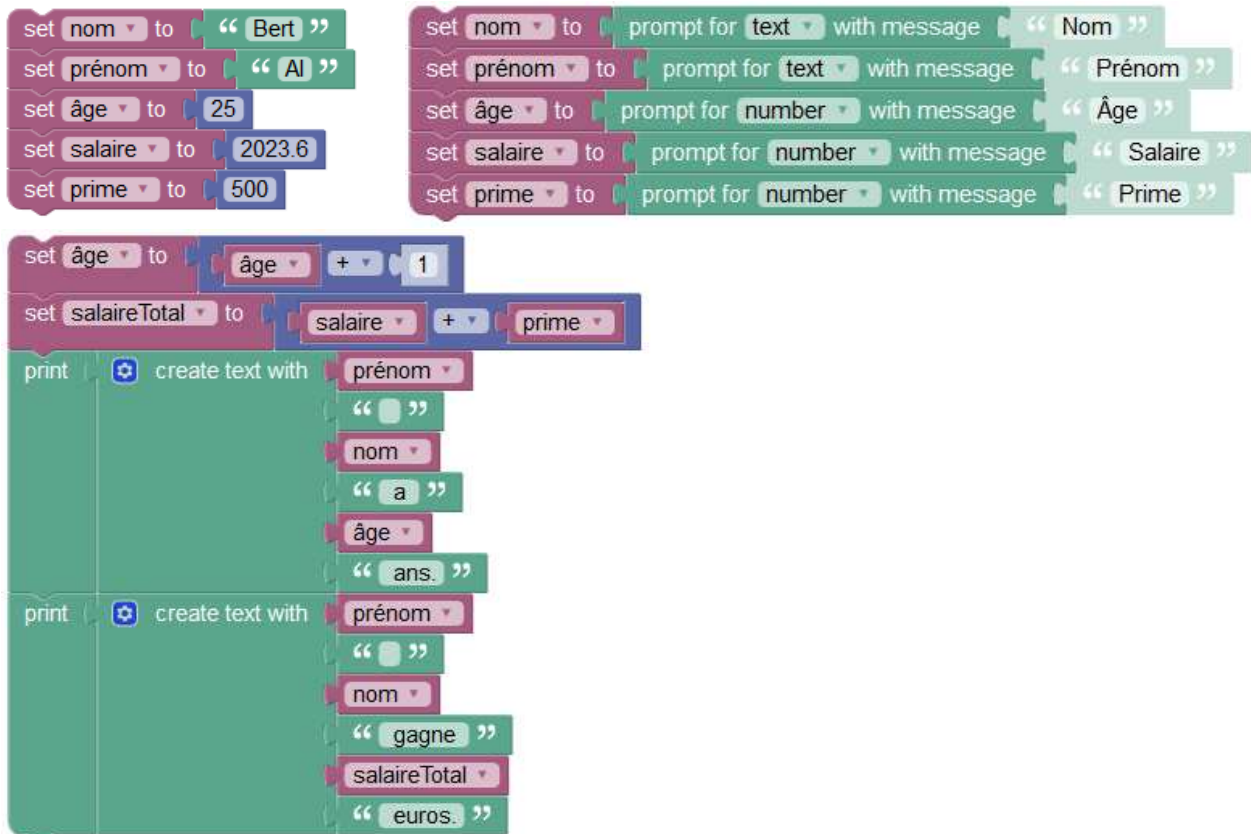 set nom to “ Bert ”
set prénom to “ Al ”
set âge to 25
set salaire to 2023.6
set prime to 500
set nom to prompt for text with message “ Nom ”
set prénom to prompt for text with message “ Prénom ”
set âge to prompt for number with message “ Âge ”
set salaire to prompt for number with message “ Salaire ”
set prime to prompt for number with message “ Prime ”
set âge to âge + 1
set salaireTotal to salaire + prime
print create text with prénom
“ ”
nom
“ a ”
âge
“ ans. ”
print create text with prénom
“ ”
nom
“ gagne ”
salaireTotal
“ euros. ”